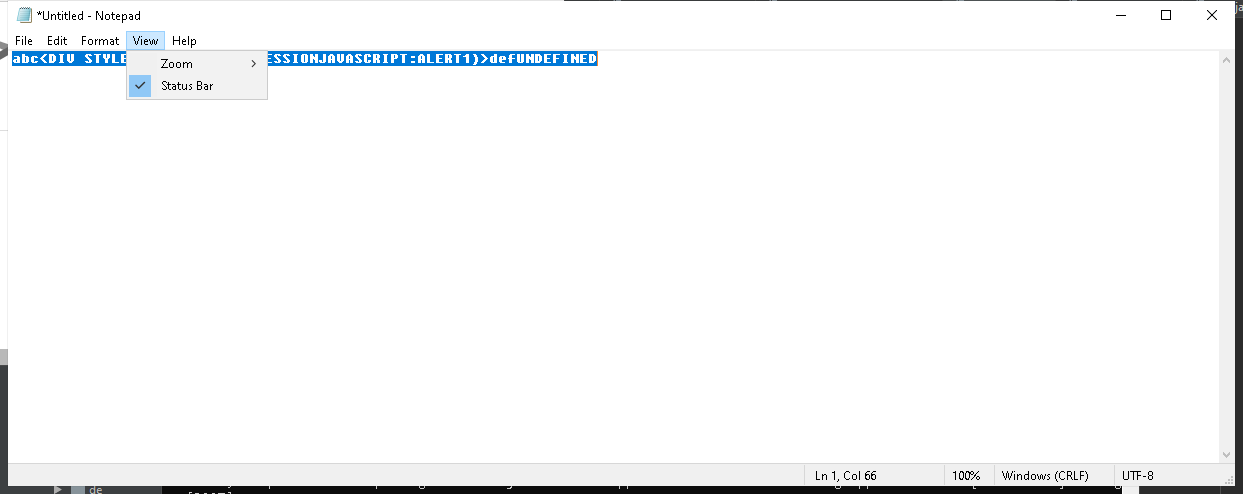 *Untitled - Notepad
File Edit Format View Help
abc<DIV STYLE ESSIONJAVASCRIPT:ALERT1)>defUNDEFINED
Zoom
Status Bar
Ln 1, Col 66 100% Windows (CRLF) UTF-8
de